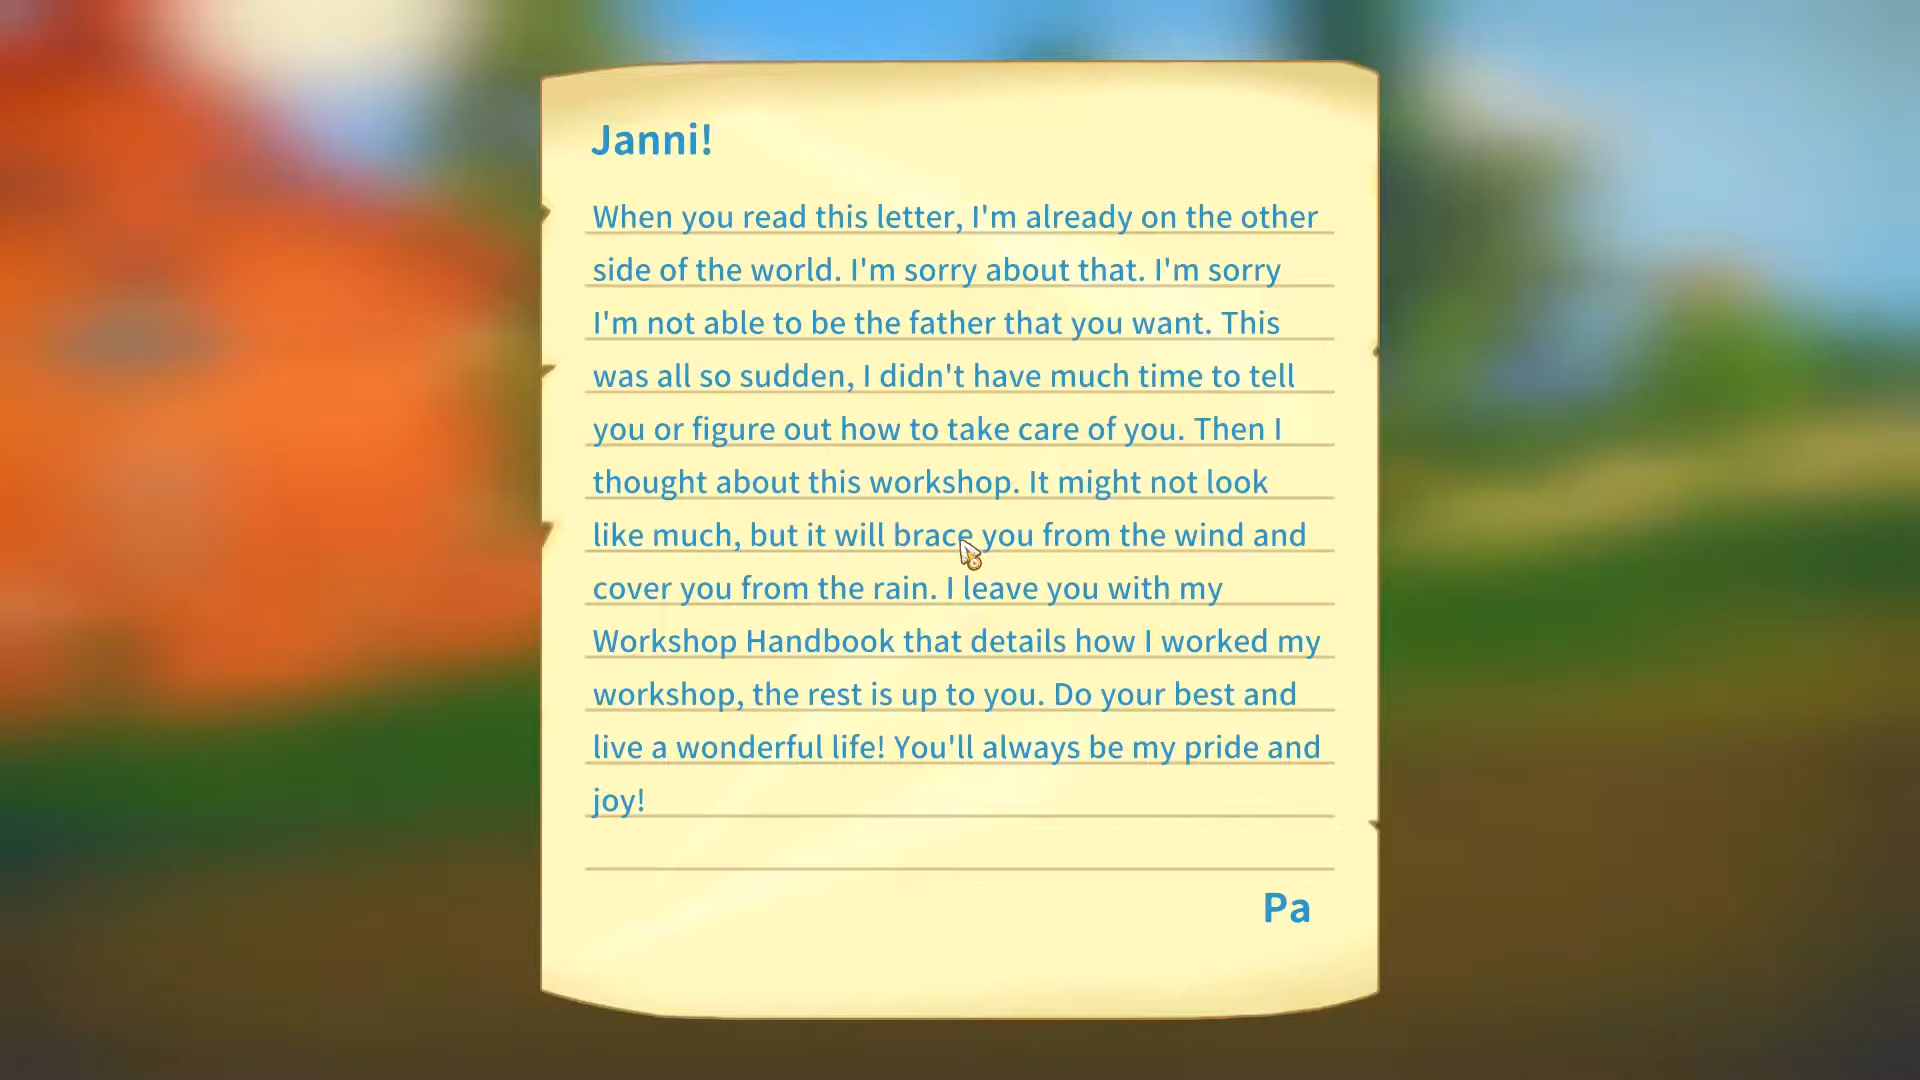 Janni!
When you read this letter, I'm already on the other
side of the world. I'm sorry about that. I'm sorry
I'm not able to be the father that you want. This
was all so sudden, I didn't have much time to tell
you or figure out how to take care of you. Then I
thought about this workshop. It might not look
like much, but it will brace you from the wind and
cover you from the rain. I leave you with my
Workshop Handbook that details how I worked my
workshop, the rest is up to you. Do your best and
live a wonderful life! You'll always be my pride and
joy!
Pa